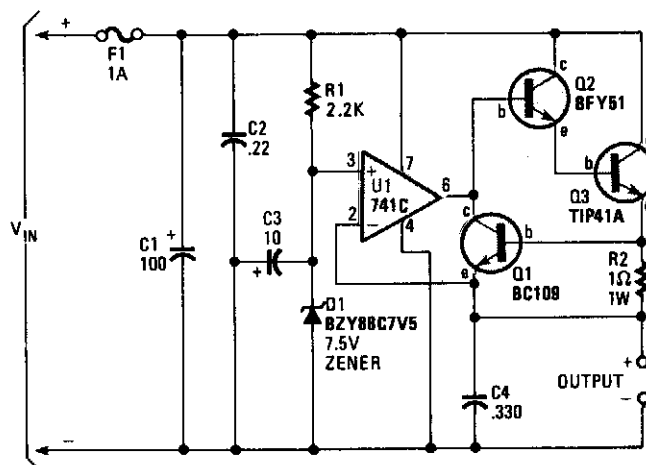 +
F1
1A
VIN
C1
100
+
C2
.22
C3
10
+
R1
2.2K
D1
BZY88C7V5
7.5V
ZENER
3
+
2
−
U1
741C
7
4
6
c
Q2
BFY51
b
e
b
c
e
Q3
TIP41A
c
b
e
Q1
BC109
R2
1Ω
1W
C4
.330
+
OUTPUT
−
−